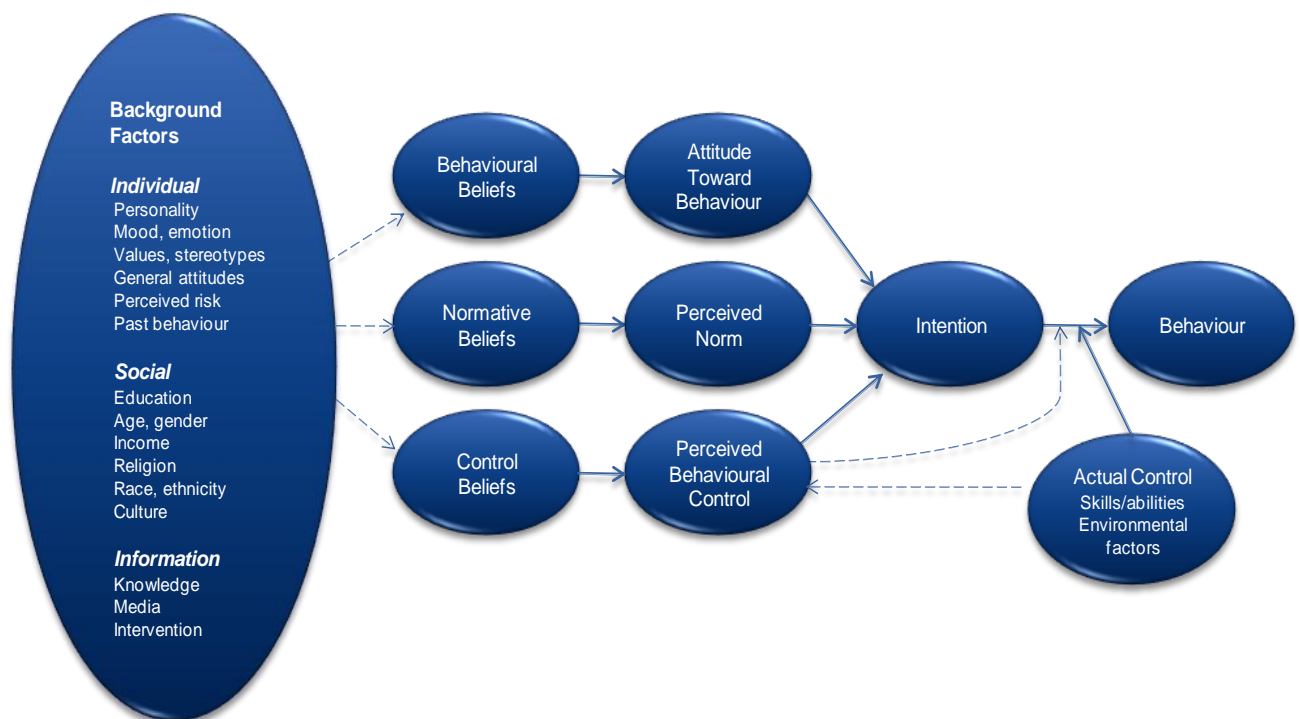 Background
Factors
Individual
Personality
Mood, emotion
Values, stereotypes
General attitudes
Perceived risk
Past behaviour
Social
Education
Age, gender
Income
Religion
Race, ethnicity
Culture
Information
Knowledge
Media
Intervention
Behavioural
Beliefs
Normative
Beliefs
Control
Beliefs
Attitude
Toward
Behaviour
Perceived
Norm
Perceived
Behavioural
Control
Intention
Behaviour
Actual Control
Skills/abilities
Environmental
factors